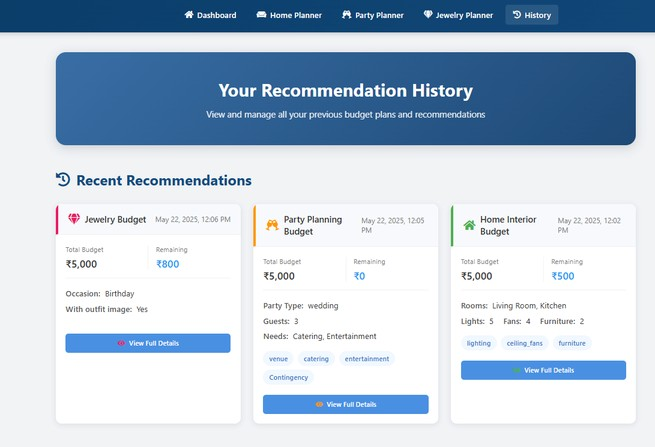 Dashboard Home Planner Party Planner Jewelry Planner History
Your Recommendation History
View and manage all your previous budget plans and recommendations
Recent Recommendations
Jewelry Budget May 22, 2025, 12:06 PM
Total Budget Remaining
₹5,000 ₹800
Occasion: Birthday
With outfit image: Yes
View Full Details
Party Planning
Budget
May 22, 2025, 12:05
PM
Total Budget Remaining
₹5,000 ₹0
Party Type: wedding
Guests: 3
Needs: Catering, Entertainment
venue catering entertainment
Contingency
View Full Details
Home Interior
Budget
May 22, 2025, 12:02
PM
Total Budget Remaining
₹5,000 ₹500
Rooms: Living Room, Kitchen
Lights: 5 Fans: 4 Furniture: 2
lighting ceiling_fans furniture
View Full Details